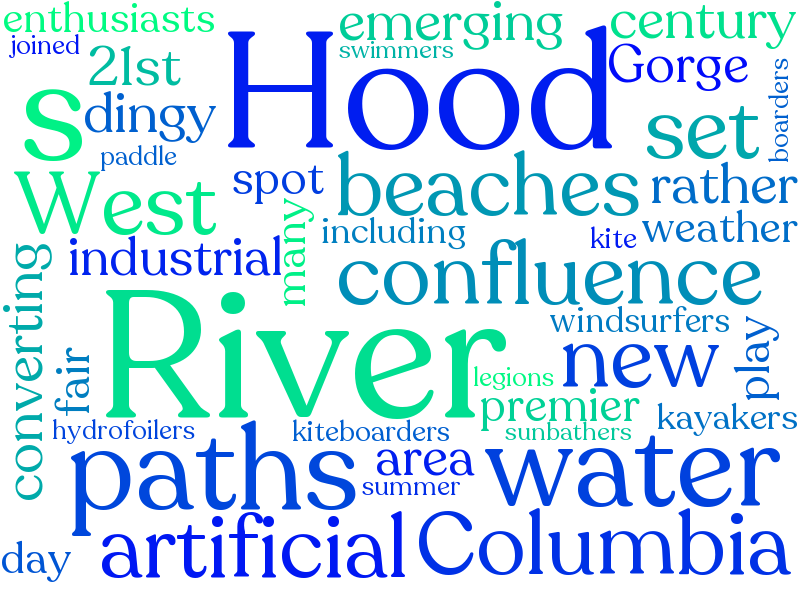 enthusiasts
joined
21st
emerging
swimmers
century
Hood
Gorge
boarders
s
dingy
paddle
set
West
spot
beaches
rather
many
including
kite
weather
industrial
confluence
converting
River
windsurfers
new
play
fair
legions
premier
kayakers
hydrofoilers
kiteboarders
sunbathers
paths
area
summer
water
day
artificial
Columbia